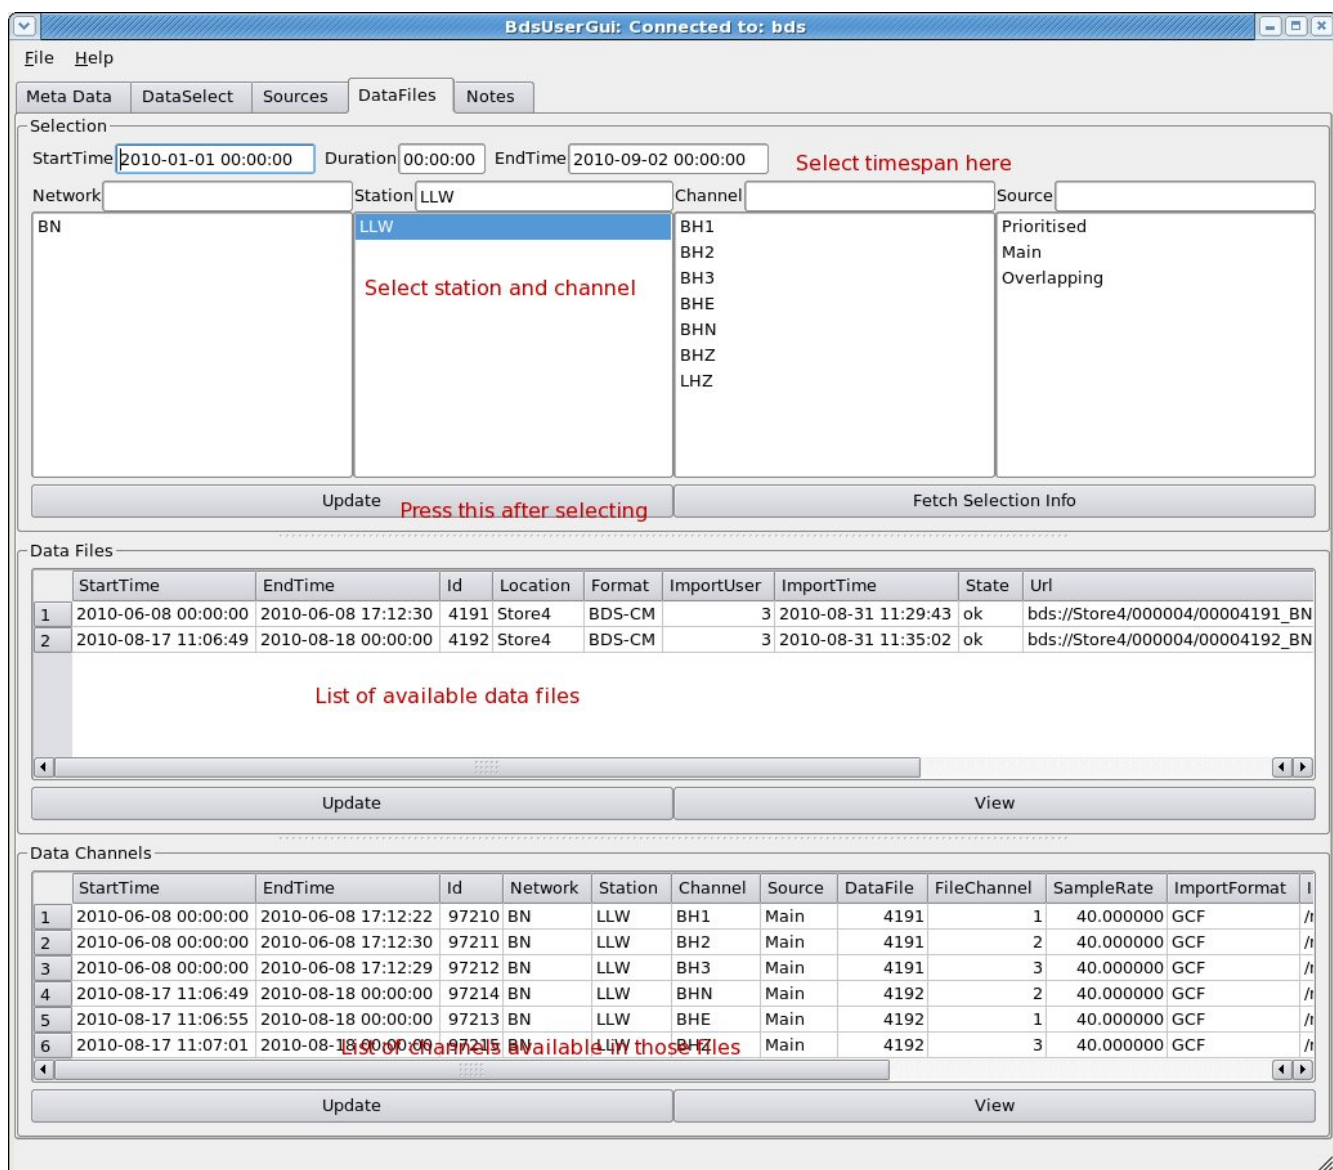 BdsUserGui: Connected to: bds
File Help
Meta Data DataSelect Sources DataFiles Notes
Selection
StartTime 2010-01-01 00:00:00 Duration 00:00:00 EndTime 2010-09-02 00:00:00 Select timespan here
Network Station LLW Channel Source
BN LLW BH1 Prioritised
BH2 Main
BH3 Overlapping
Select station and channel
BHE
BHN
BHZ
LHZ
Update Fetch Selection Info
Press this after selecting
Data Files
StartTime EndTime Id Location Format ImportUser ImportTime State Url
1 2010-06-08 00:00:00 2010-06-08 17:12:30 4191 Store4 BDS-CM 3 2010-08-31 11:29:43 ok bds://Store4/000004/00004191_BN
2 2010-08-17 11:06:49 2010-08-18 00:00:00 4192 Store4 BDS-CM 3 2010-08-31 11:35:02 ok bds://Store4/000004/00004192_BN
List of available data files
Update View
Data Channels
StartTime EndTime Id Network Station Channel Source DataFile FileChannel SampleRate ImportFormat I
1 2010-06-08 00:00:00 2010-06-08 17:12:22 97210 BN LLW BH1 Main 4191 1 40.000000 GCF /r
2 2010-06-08 00:00:00 2010-06-08 17:12:30 97211 BN LLW BH2 Main 4191 2 40.000000 GCF /r
3 2010-06-08 00:00:00 2010-06-08 17:12:29 97212 BN LLW BH3 Main 4191 3 40.000000 GCF /r
4 2010-08-17 11:06:49 2010-08-18 00:00:00 97214 BN LLW BHN Main 4192 2 40.000000 GCF /r
5 2010-08-17 11:06:55 2010-08-18 00:00:00 97213 BN LLW BHE Main 4192 1 40.000000 GCF /r
6 2010-08-17 11:07:01 2010-08-18 00:00:00 97215 BN LLW BHZ Main 4192 3 40.000000 GCF /r
List of channels available in those files
Update View